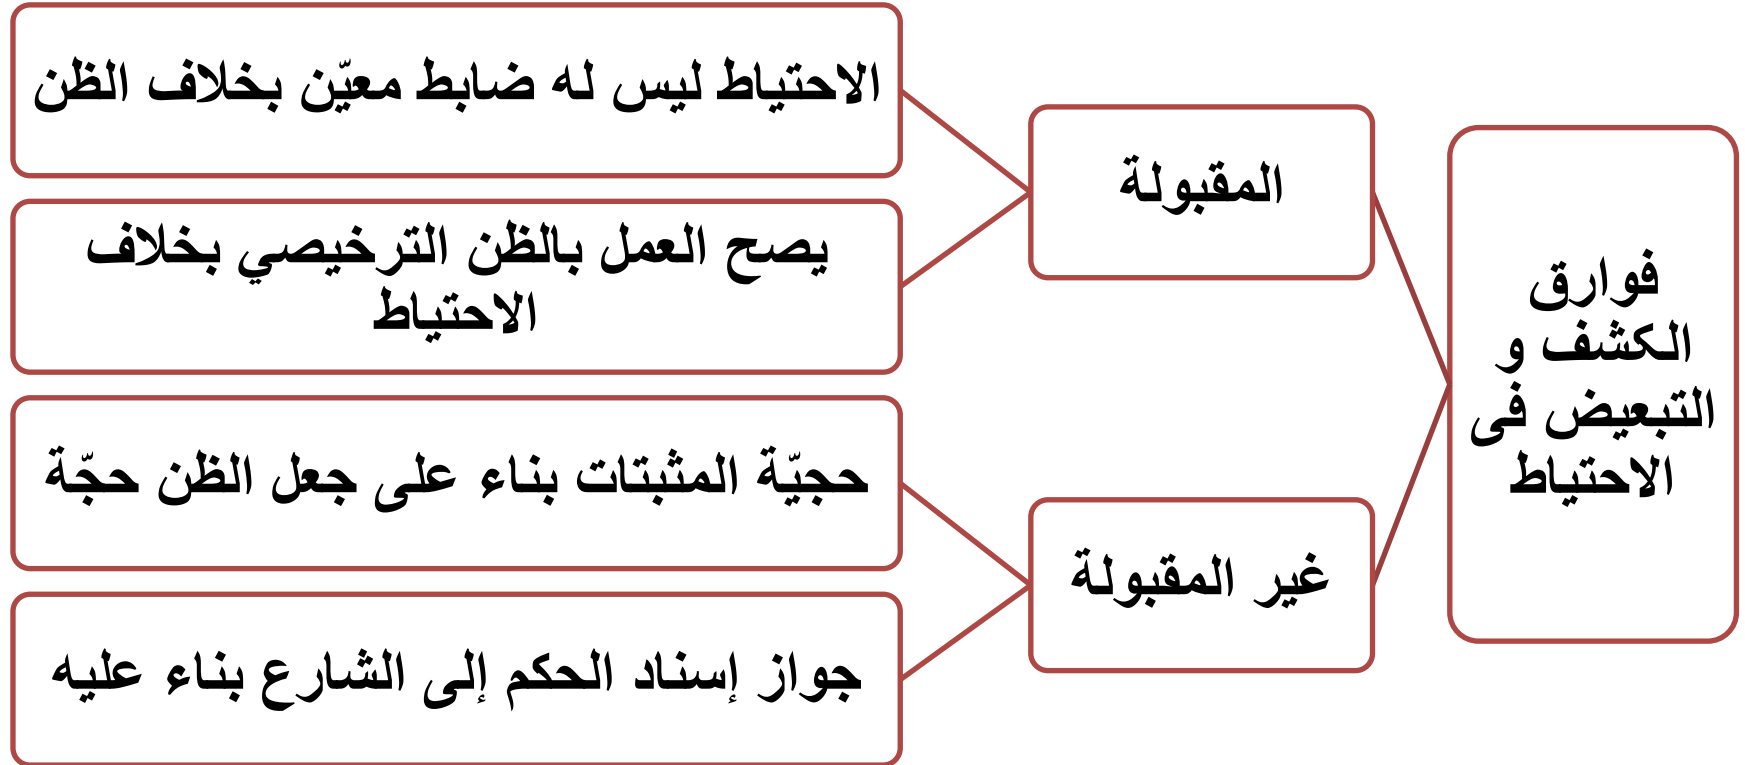 فوارق
الكشف و
التبعيض فى
الاحتياط
المقبولة
الاحتياط ليس له ضابط معيّن بخلاف الظن
يصح العمل بالظن الترخيصي بخلاف
الاحتياط
غير المقبولة
حجيّة المثبتات بناء على جعل الظن حجّة
جواز إسناد الحكم إلى الشارع بناء عليه